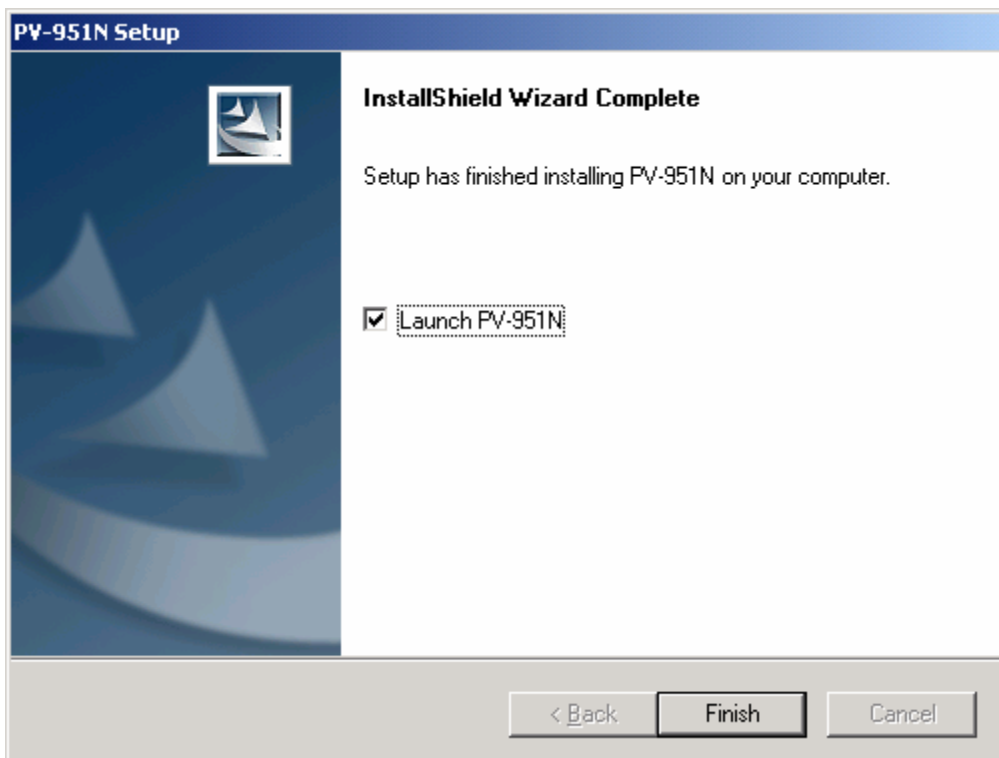 PV-951N Setup
InstallShield Wizard Complete
Setup has finished installing PV-951N on your computer.
Launch PV-951N
< Back
Finish
Cancel